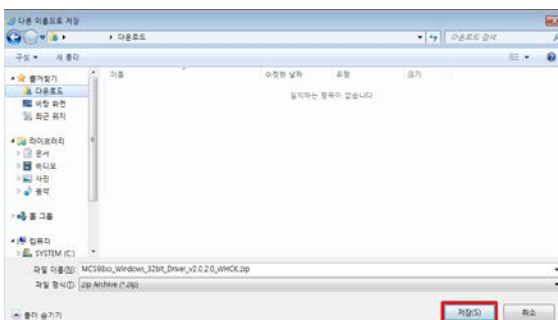 다른 이름으로 저장
다운로드
다운로드 검색
구성 새 폴더
이름 수정한 날짜 유형 크기
일치하는 항목이 없습니다.
즐겨찾기
다운로드
바탕 화면
최근 위치
라이브러리
문서
비디오
사진
음악
홈 그룹
컴퓨터
SYSTEM (C:)
파일 이름(N): MCS98xx_Windows_32bit_Driver_v2.0.2.0_WHCK.zip
파일 형식(T): zip Archive (*.zip)
폴더 숨기기 저장(S) 취소